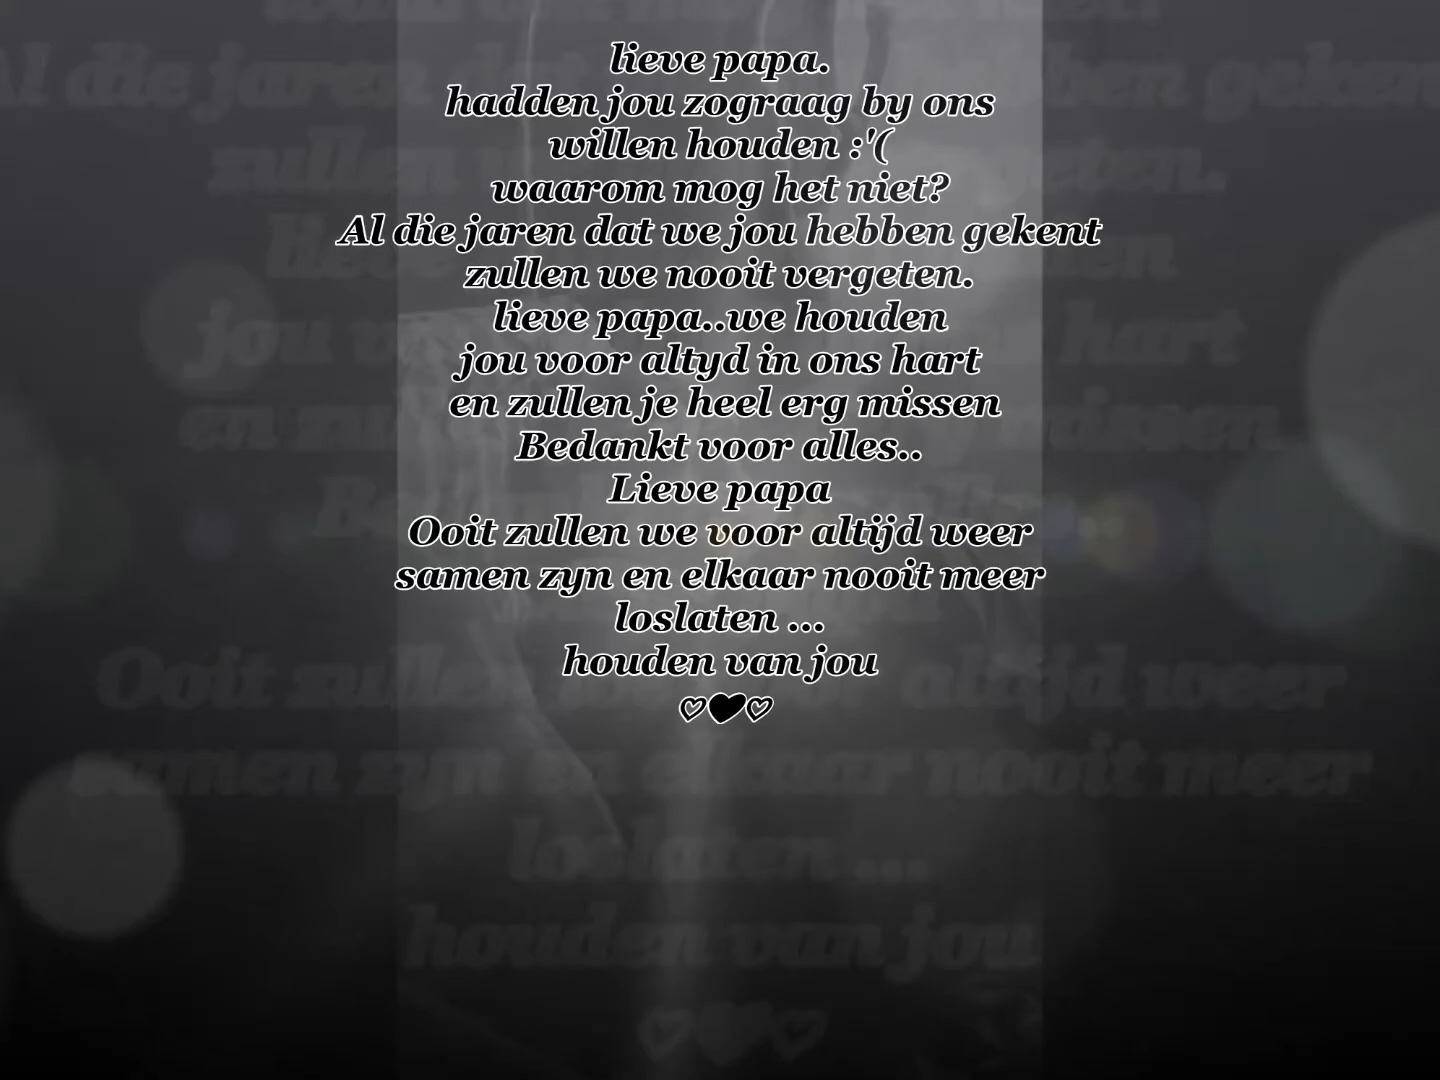 lieve papa.
hadden jou zograag by ons
willen houden :'(
waarom mog het niet?
Al die jaren dat we jou hebben gekent
zullen we nooit vergeten.
lieve papa..we houden
jou voor altyd in ons hart
en zullen je heel erg missen
Bedankt voor alles..
Lieve papa
Ooit zullen we voor altijd weer
samen zyn en elkaar nooit meer
loslaten ...
houden van jou
♡♥♡